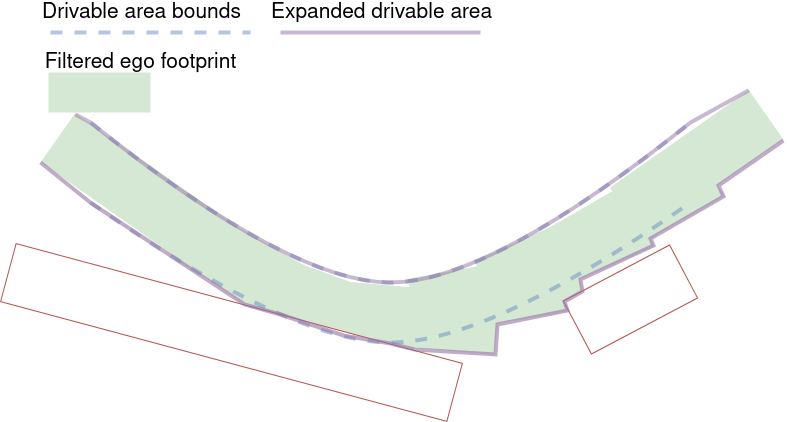 Drivable area bounds
Expanded drivable area
Filtered ego footprint